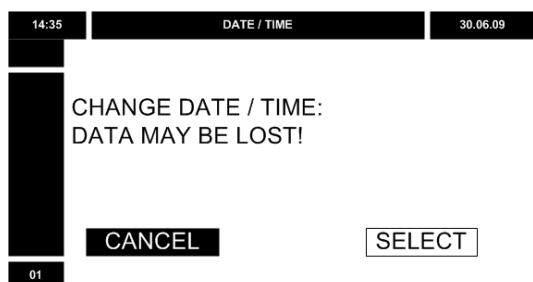 14:35 DATE / TIME 30.06.09
CHANGE DATE / TIME:
DATA MAY BE LOST!
CANCEL SELECT
01